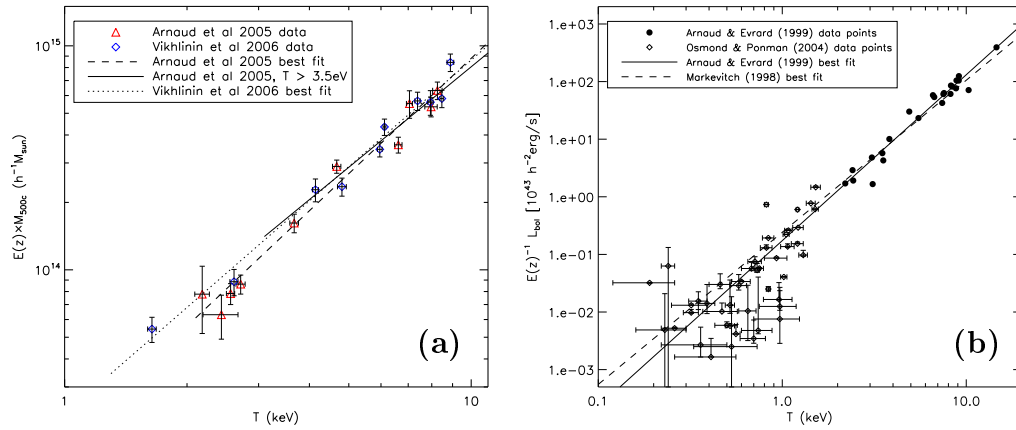 Arnaud et al 2005 data
Vikhlinin et al 2006 data
Arnaud et al 2005 best fit
Arnaud et al 2005, T > 3.5eV
Vikhlinin et al 2006 best fit
10^15
10^14
E(z)×M_500c (h^-1 M_sun)
1
10
T (keV)
(a)
Arnaud & Evrard (1999) data points
Osmond & Ponman (2004) data points
Arnaud & Evrard (1999) best fit
Markevitch (1998) best fit
1.e+03
1.e+02
1.e+01
1.e+00
1.e-01
1.e-02
1.e-03
E(z)^-1 L_bol [10^43 h^-2 erg/s]
0.1
1.0
10.0
T (keV)
(b)